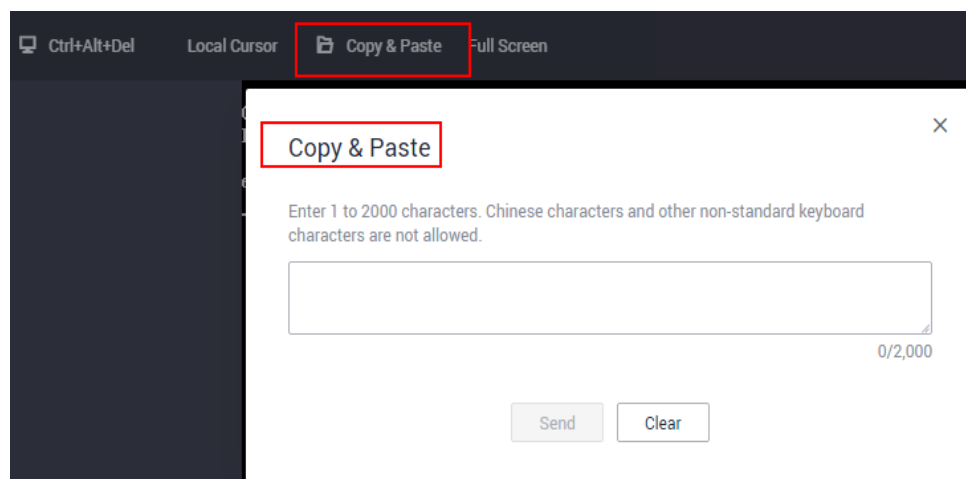 Ctrl+Alt+Del Local Cursor Copy & Paste Full Screen
Copy & Paste
Enter 1 to 2000 characters. Chinese characters and other non-standard keyboard
characters are not allowed.
0/2,000
Send Clear